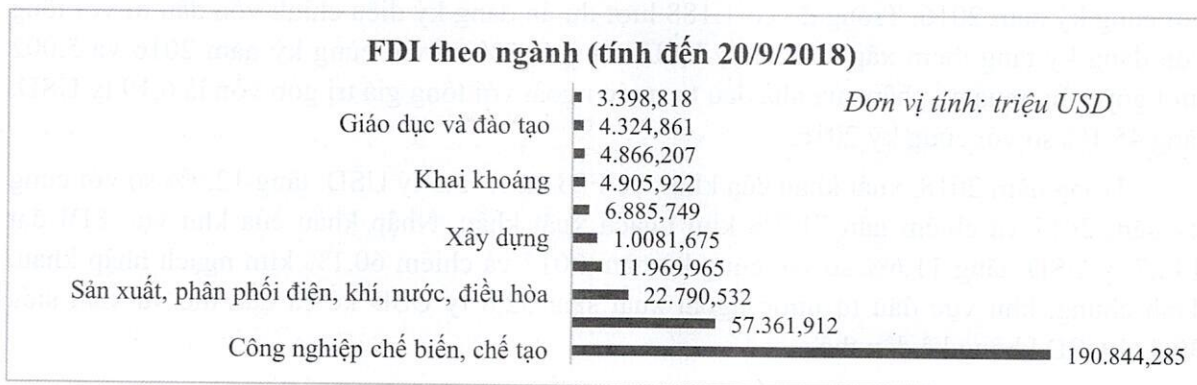 FDI theo ngành (tính đến 20/9/2018)
3.398,818
Đơn vị tính: triệu USD
Giáo dục và đào tạo 4.324,861
4.866,207
Khai khoáng 4.905,922
6.885,749
Xây dựng 1.0081,675
11.969,965
Sản xuất, phân phối điện, khí, nước, điều hòa 22.790,532
57.361,912
Công nghiệp chế biến, chế tạo 190.844,285